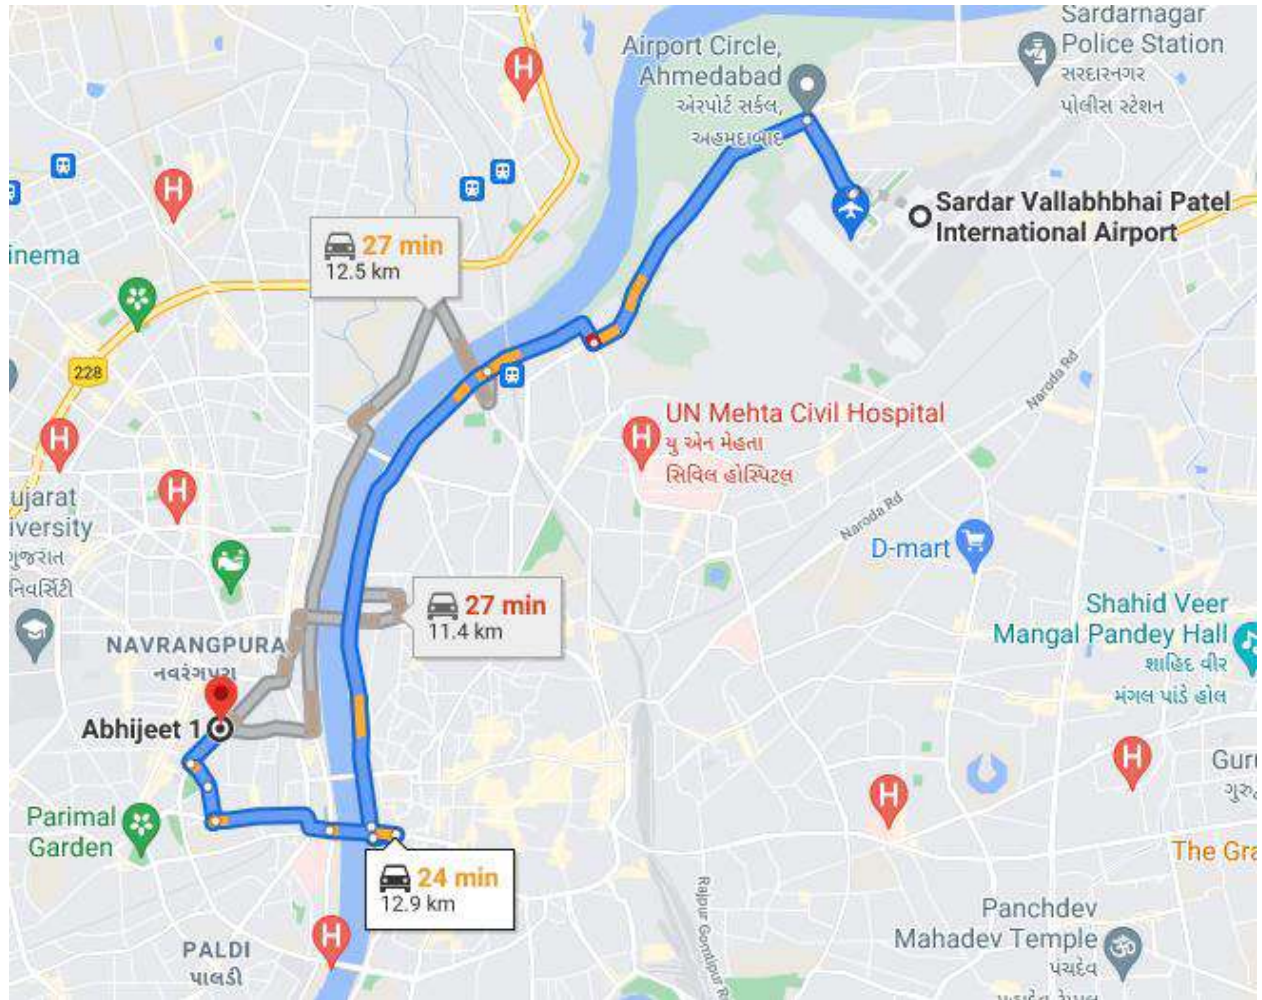 Sardarnagar
Police Station
સરદારનગર
પોલીસ સ્ટેશન
Airport Circle,
Ahmedabad
એરપોર્ટ સર્કલ,
અહમદાબાદ
H
H
Sardar Vallabhbhai Patel
International Airport
27 min
12.5 km
inema
228
Naroda Rd
H
H
UN Mehta Civil Hospital
યુ એન મેહતા
સિવિલ હોસ્પિટલ
H
ujarat
iversity
ગુજરાત
નિવર્સિટી
Naroda Rd
D-mart
27 min
11.4 km
Shahid Veer
Mangal Pandey Hall
શાહિદ વીર
મંગલ પાંડે હોલ
NAVRANGPURA
નવરંગપુરા
Abhijeet 1
H
H
Guru
ગુરુ
Parimal
Garden
The Gra
24 min
12.9 km
Rajpur Gomtipur R
H
PALDI
પાલડી
Panchdev
Mahadev Temple
પંચદેવ